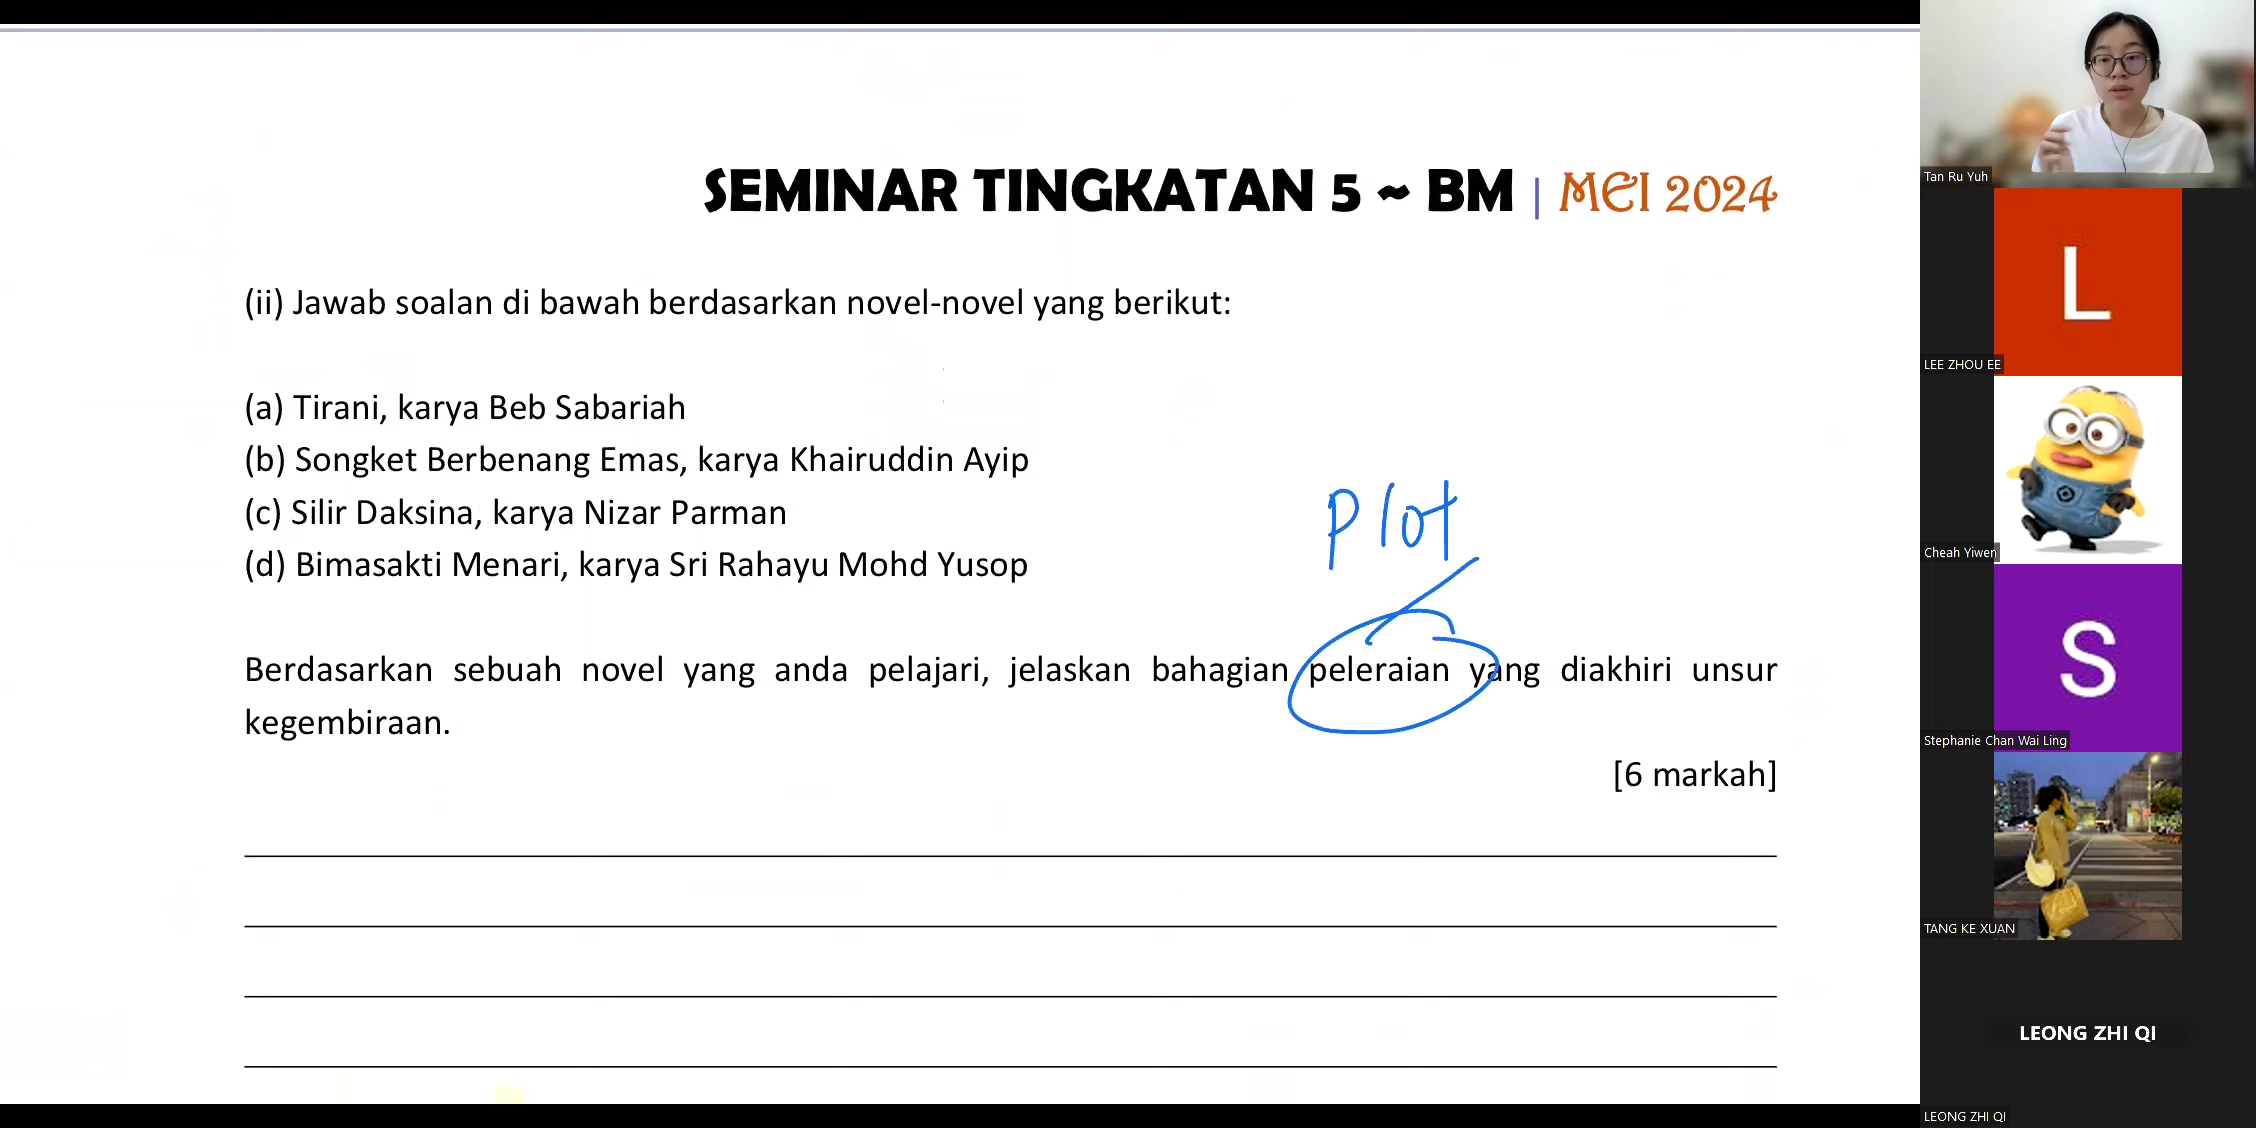 SEMINAR TINGKATAN 5 ~ BM | MEI 2024
(ii) Jawab soalan di bawah berdasarkan novel-novel yang berikut:
(a) Tirani, karya Beb Sabariah
(b) Songket Berbenang Emas, karya Khairuddin Ayip
(c) Silir Daksina, karya Nizar Parman
(d) Bimasakti Menari, karya Sri Rahayu Mohd Yusop
Plot
Berdasarkan sebuah novel yang anda pelajari, jelaskan bahagian peleraian yang diakhiri unsur
kegembiraan.
[6 markah]
Tan Ru Yuh
L
LEE ZHOU EE
Cheah Yiwen
S
Stephanie Chan Wai Ling
TANG KE XUAN
LEONG ZHI QI
LEONG ZHI QI